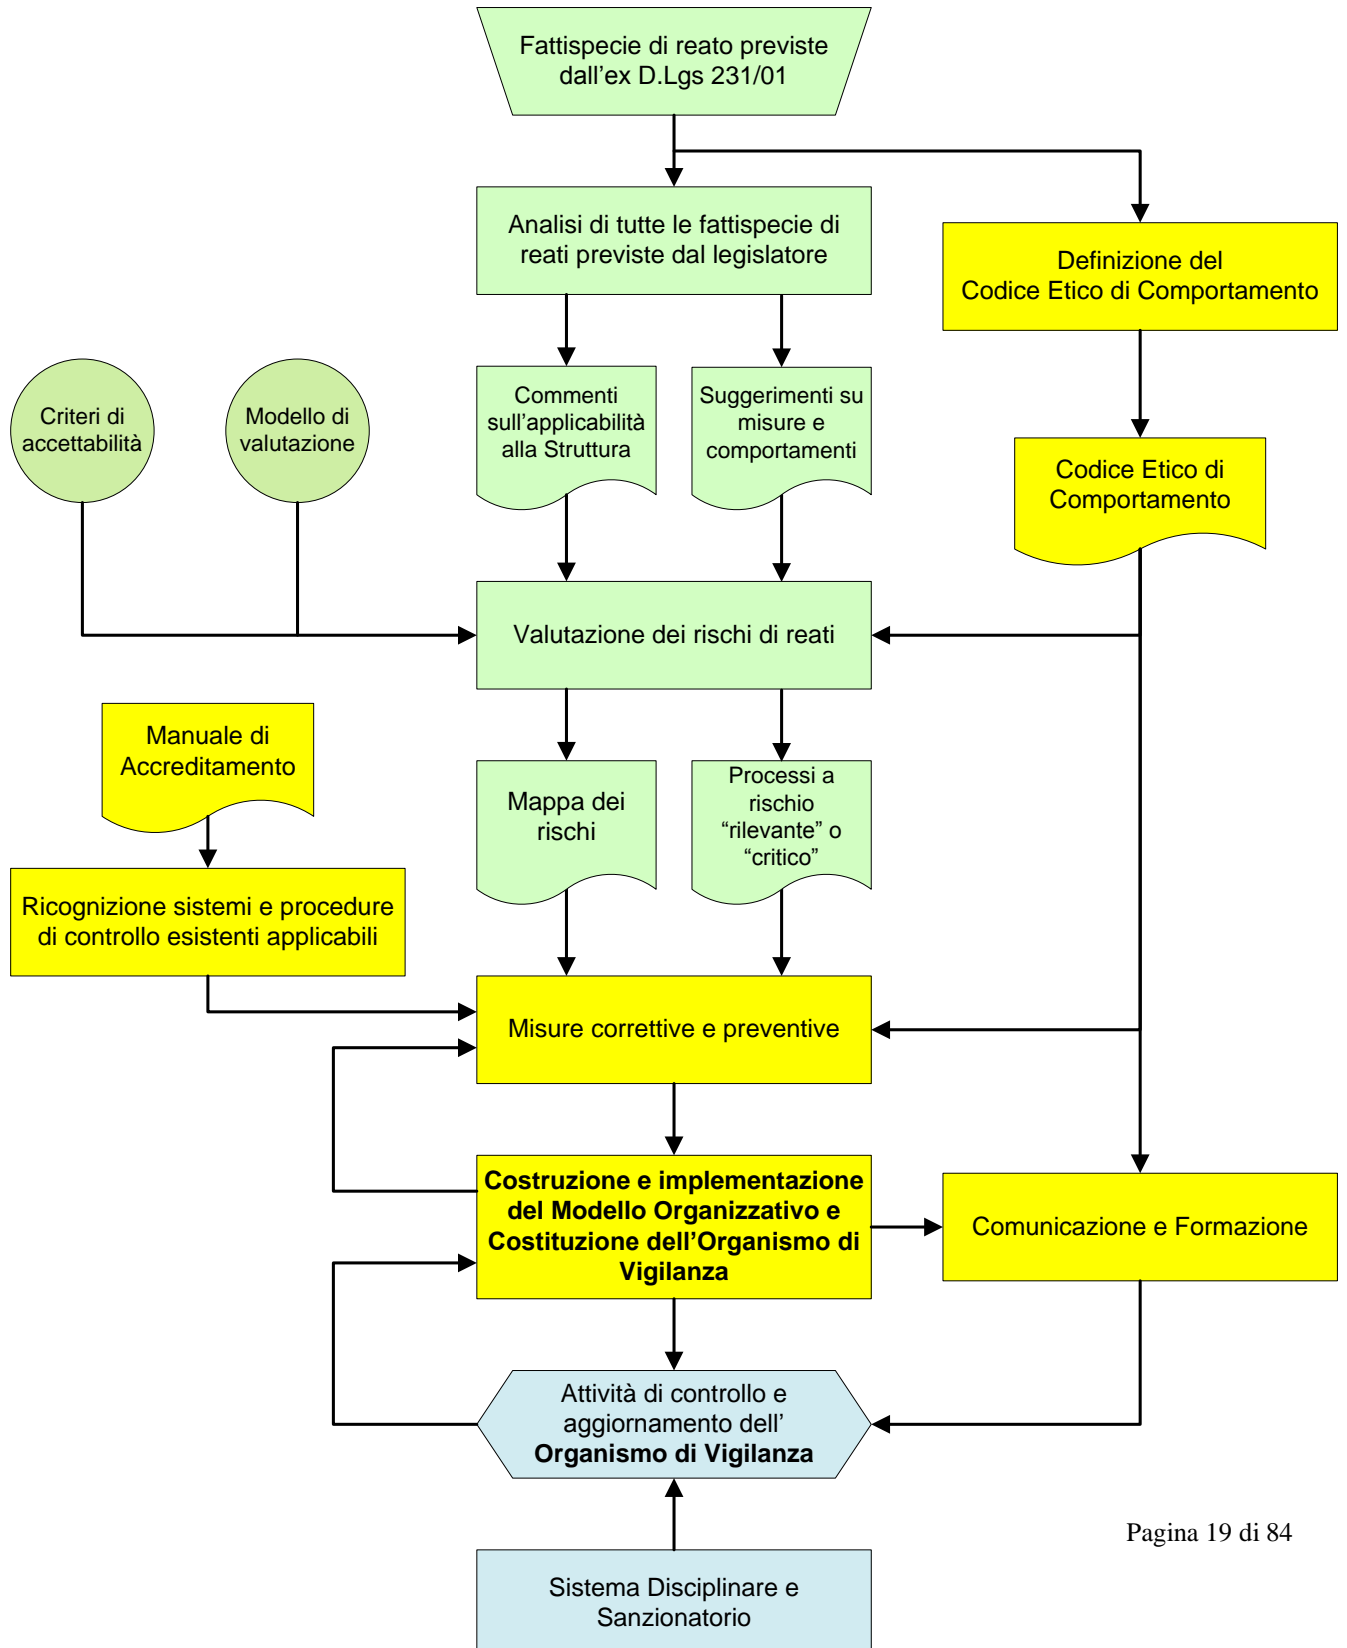 Fattispecie di reato previste
dall'ex D.Lgs 231/01
Analisi di tutte le fattispecie di
reati previste dal legislatore
Definizione del
Codice Etico di Comportamento
Criteri di
accettabilità
Modello di
valutazione
Commenti
sull'applicabilità
alla Struttura
Suggerimenti su
misure e
comportamenti
Codice Etico di
Comportamento
Valutazione dei rischi di reati
Manuale di
Accreditamento
Mappa dei
rischi
Processi a
rischio
“rilevante” o
“critico”
Ricognizione sistemi e procedure
di controllo esistenti applicabili
Misure correttive e preventive
Costruzione e implementazione
del Modello Organizzativo e
Costituzione dell'Organismo di
Vigilanza
Comunicazione e Formazione
Attività di controllo e
aggiornamento dell'
Organismo di Vigilanza
Pagina 19 di 84
Sistema Disciplinare e
Sanzionatorio